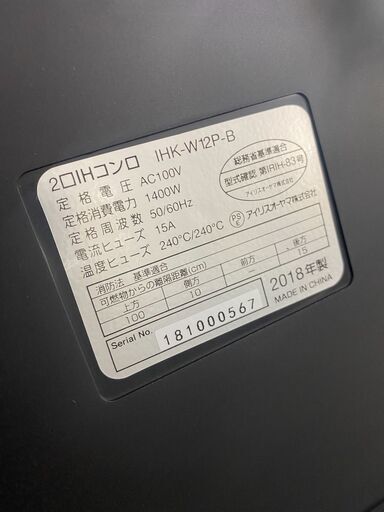 2口IHコンロ IHK-W12P-B
定格電圧 AC100V
定格消費電力 1400W
定格周波数 50/60Hz
電流ヒューズ 15A
温度ヒューズ 240°C/240°C
総務省基準適合
型式確認 第IRIH-83号
アイリスオーヤマ株式会社
PS
E
アイリスオーヤマ株式会社
消防法 基準適合
可燃物からの離隔距離(cm)
上方 側方 前方 後方
100 10 − 15
Serial No. 181000567
2018年製
MADE IN CHINA